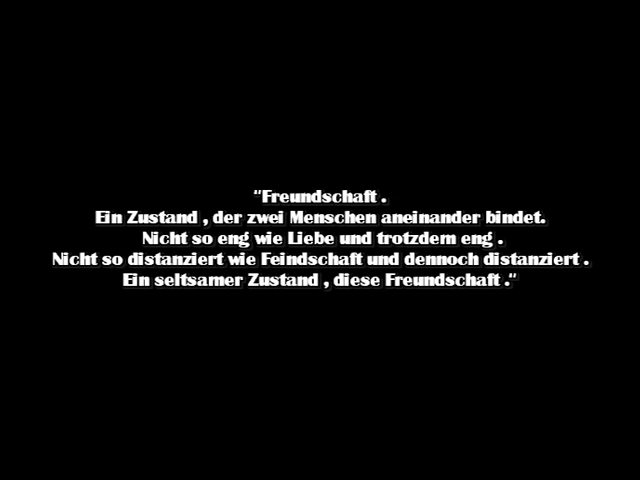 "Freundschaft .
Ein Zustand , der zwei Menschen aneinander bindet.
Nicht so eng wie Liebe und trotzdem eng .
Nicht so distanziert wie Feindschaft und dennoch distanziert .
Ein seltsamer Zustand , diese Freundschaft ."